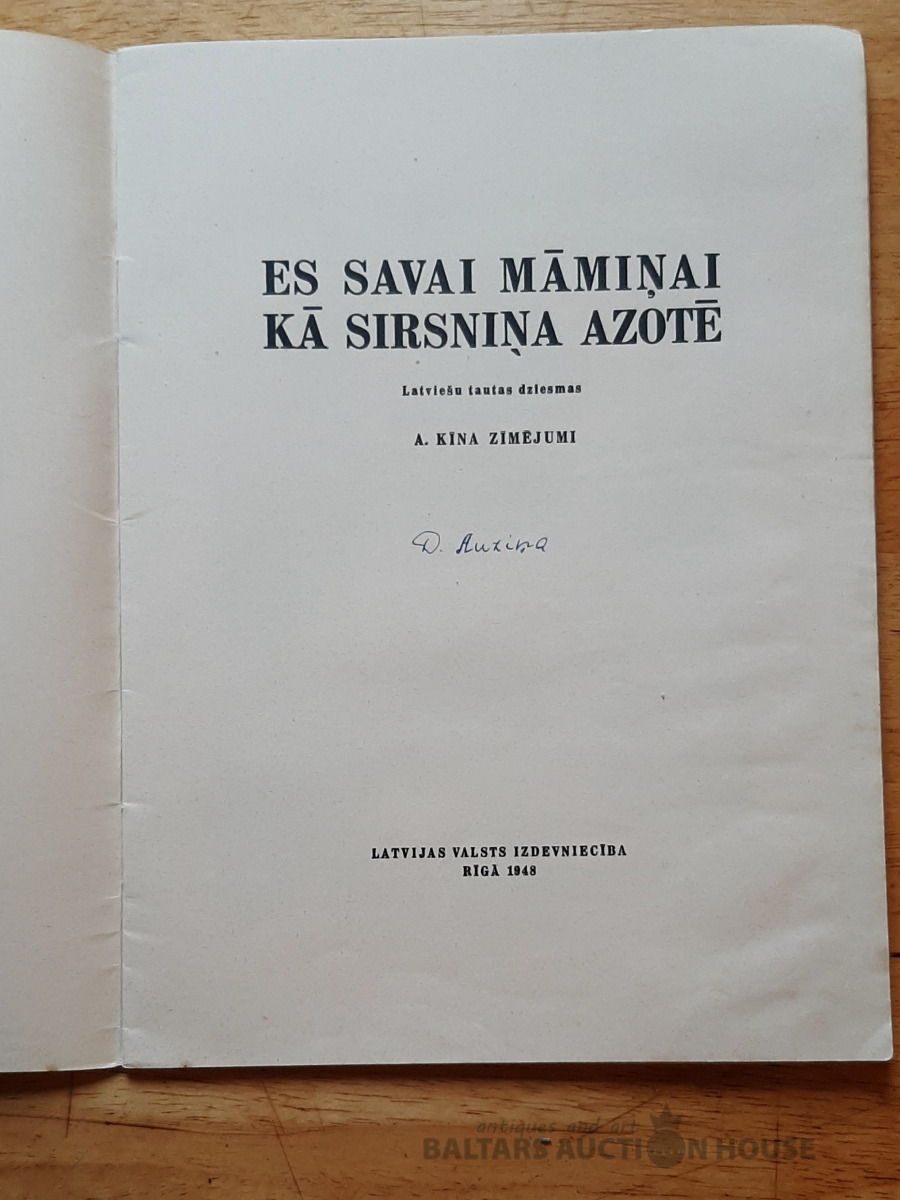 ES SAVAI MĀMIŅAI
KĀ SIRSNIŅA AZOTĒ
Latviešu tautas dziesmas
A. KĪNA ZĪMĒJUMI
D. Auziņa
LATVIJAS VALSTS IZDEVNIECĪBA
RĪGĀ 1948
antiques and art
BALTARS AUCTION HOUSE